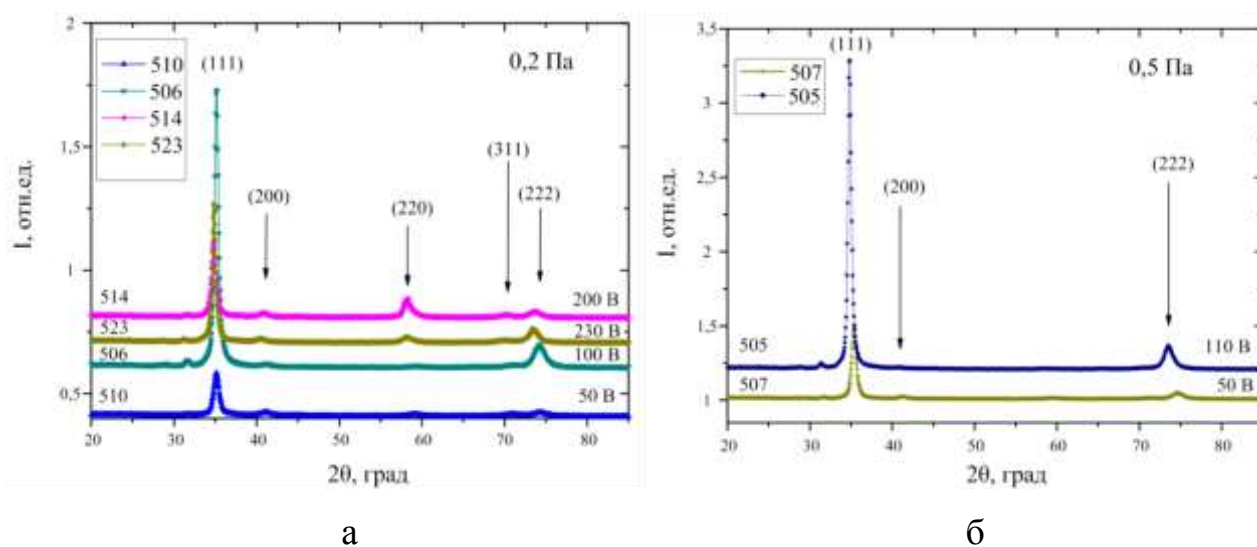 2
510
506
514
523
(111)
0,2 Па
1,5
(311)
(200)
(220)
(222)
1
514
200 В
523
230 В
506
100 В
0,5
510
50 В
20 30 40 50 60 70 80
2θ, град
I, отн.ед.
а
3,5
(111)
507
505
0,5 Па
3
(222)
(200)
2,5
2
1,5
505
110 В
507
50 В
1
20 30 40 50 60 70 80
2θ, град
I, отн.ед.
б